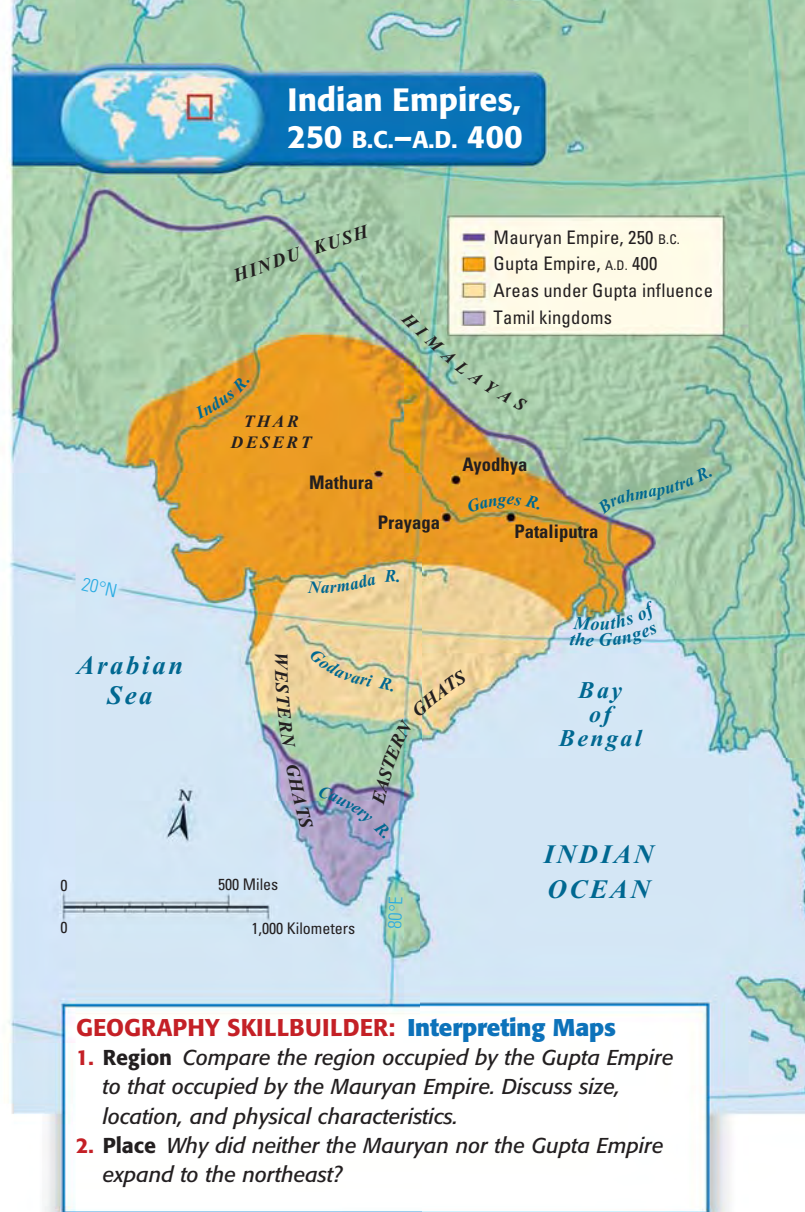 Indian Empires,
250 B.C.–A.D. 400
Mauryan Empire, 250 B.C.
Gupta Empire, A.D. 400
Areas under Gupta influence
Tamil kingdoms
HINDU KUSH
HIMALAYAS
Indus R.
THAR
DESERT
Mathura
Ayodhya
Ganges R.
Brahmaputra R.
Prayaga
Pataliputra
20°N
Narmada R.
Mouths of
the Ganges
Arabian
Sea
WESTERN GHATS
Godavari R.
EASTERN GHATS
Bay
of
Bengal
Cauvery R.
N
INDIAN
OCEAN
0
500 Miles
0
1,000 Kilometers
80°E
GEOGRAPHY SKILLBUILDER: Interpreting Maps
1. Region Compare the region occupied by the Gupta Empire
to that occupied by the Mauryan Empire. Discuss size,
location, and physical characteristics.
2. Place Why did neither the Mauryan nor the Gupta Empire
expand to the northeast?